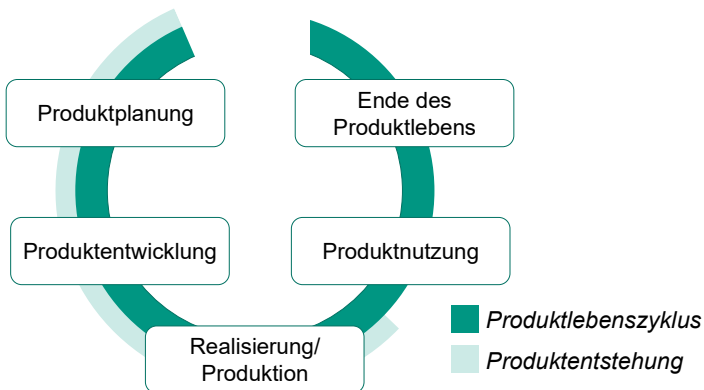 Produktplanung
Ende des
Produktlebens
Produktentwicklung
Produktnutzung
Realisierung/
Produktion
Produktlebenszyklus
Produktentstehung